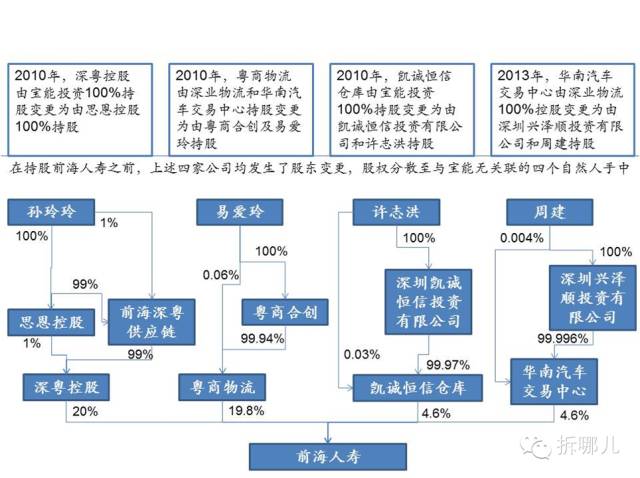 2010年，深粤控股
由宝能投资100%持
股变更为由思恩控股
100%持股
2010年，粤商物流
由深业物流和华南汽
车交易中心持股变更
为由粤商合创及易爱
玲持股
2010年，凯诚恒信
仓库由宝能投资
100%持股变更为由
凯诚恒信投资有限公
司和许志洪持股
2013年，华南汽车
交易中心由深业物流
100%控股变更为由
深圳兴泽顺投资有限
公司和周建持股
在持股前海人寿之前，上述四家公司均发生了股东变更，股权分散至与宝能无关联的四个自然人手中
孙玲玲
易爱玲
许志洪
周建
100%
1%
100%
100%
0.004%
100%
99%
0.06%
思恩控股
前海深粤
供应链
粤商合创
深圳凯诚
恒信投资
有限公司
深圳兴泽
顺投资有
限公司
1%
99%
99.94%
0.03%
99.97%
99.996%
深粤控股
粤商物流
凯诚恒信仓库
华南汽车
交易中心
20%
19.8%
4.6%
4.6%
前海人寿
拆哪儿